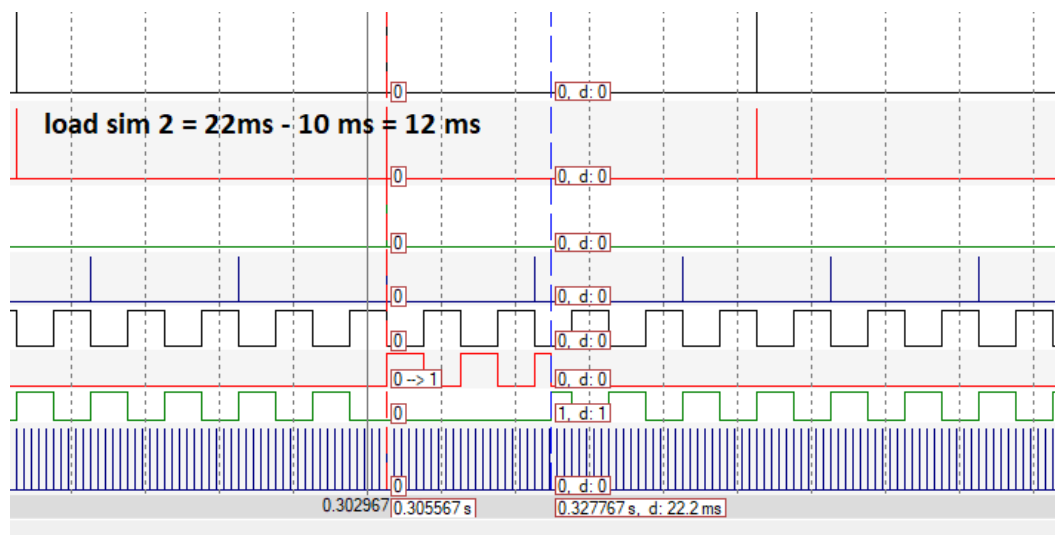 0
0, d: 0
load sim 2 = 22ms - 10 ms = 12 ms
0
0, d: 0
0
0, d: 0
0
0, d: 0
0
0, d: 0
0 --> 1
0, d: 0
0
1, d: 1
0
0, d: 0
0.302967
0.305567 s
0.327767 s, d: 22.2 ms